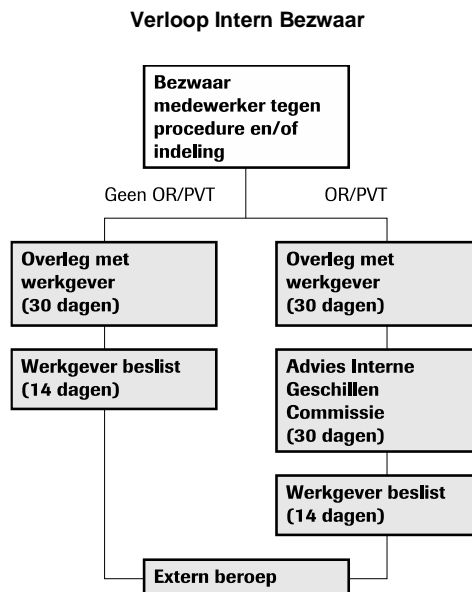 Verloop Intern Bezwaar
Bezwaar
medewerker tegen
procedure en/of
indeling
Geen OR/PVT
OR/PVT
Overleg met
werkgever
(30 dagen)
Werkgever beslist
(14 dagen)
Overleg met
werkgever
(30 dagen)
Advies Interne
Geschillen
Commissie
(30 dagen)
Werkgever beslist
(14 dagen)
Extern beroep